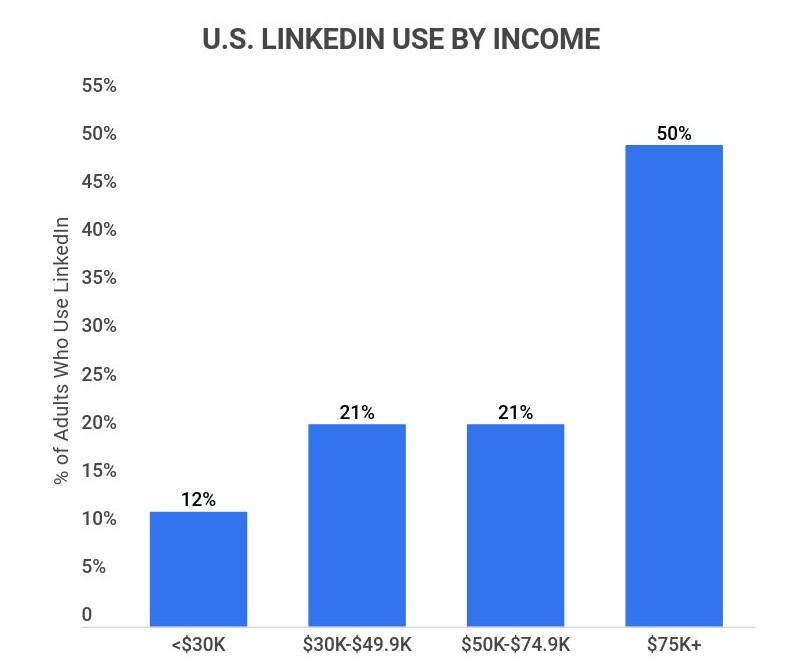 U.S. LINKEDIN USE BY INCOME
% of Adults Who Use LinkedIn
55%
50%
45%
40%
35%
30%
25%
20%
15%
10%
5%
0
12%
21%
21%
50%
<$30K
$30K-$49.9K
$50K-$74.9K
$75K+